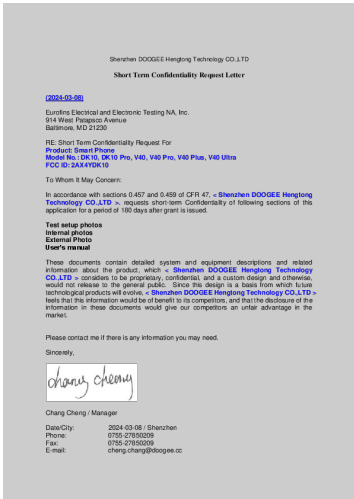 Shenzhen DOOGEE Hengtong Technology CO.,LTD
Short Term Confidentiality Request Letter
(2024-03-08)
Eurofins Electrical and Electronic Testing NA, Inc.
914 West Patapsco Avenue
Baltimore, MD 21230
RE: Short Term Confidentiality Request For
Product: Smart Phone
Model No.: DK10, DK10 Pro, V40, V40 Pro, V40 Plus, V40 Ultra
FCC ID: 2AX4YDK10
To Whom It May Concern:
In accordance with sections 0.457 and 0.459 of CFR 47, < Shenzhen DOOGEE Hengtong
Technology CO.,LTD >. requests short-term Confidentiality of following sections of this
application for a period of 180 days after grant is issued.
Test setup photos
Internal photos
External Photo
User's manual
These documents contain detailed system and equipment descriptions and related
information about the product, which < Shenzhen DOOGEE Hengtong Technology
CO.,LTD > considers to be proprietary, confidential, and a custom design and otherwise,
would not release to the general public. Since this design is a basis from which future
technological products will evolve, < Shenzhen DOOGEE Hengtong Technology CO.,LTD >
feels that this information would be of benefit to its competitors, and that the disclosure of the
information in these documents would give our competitors an unfair advantage in the
market.
Please contact me if there is any information you may need.
Sincerely,
chang cheng
Chang Cheng / Manager
Date/City: 2024-03-08 / Shenzhen
Phone: 0755-27850209
Fax: 0755-27850209
E-mail: cheng.chang@doogee.cc